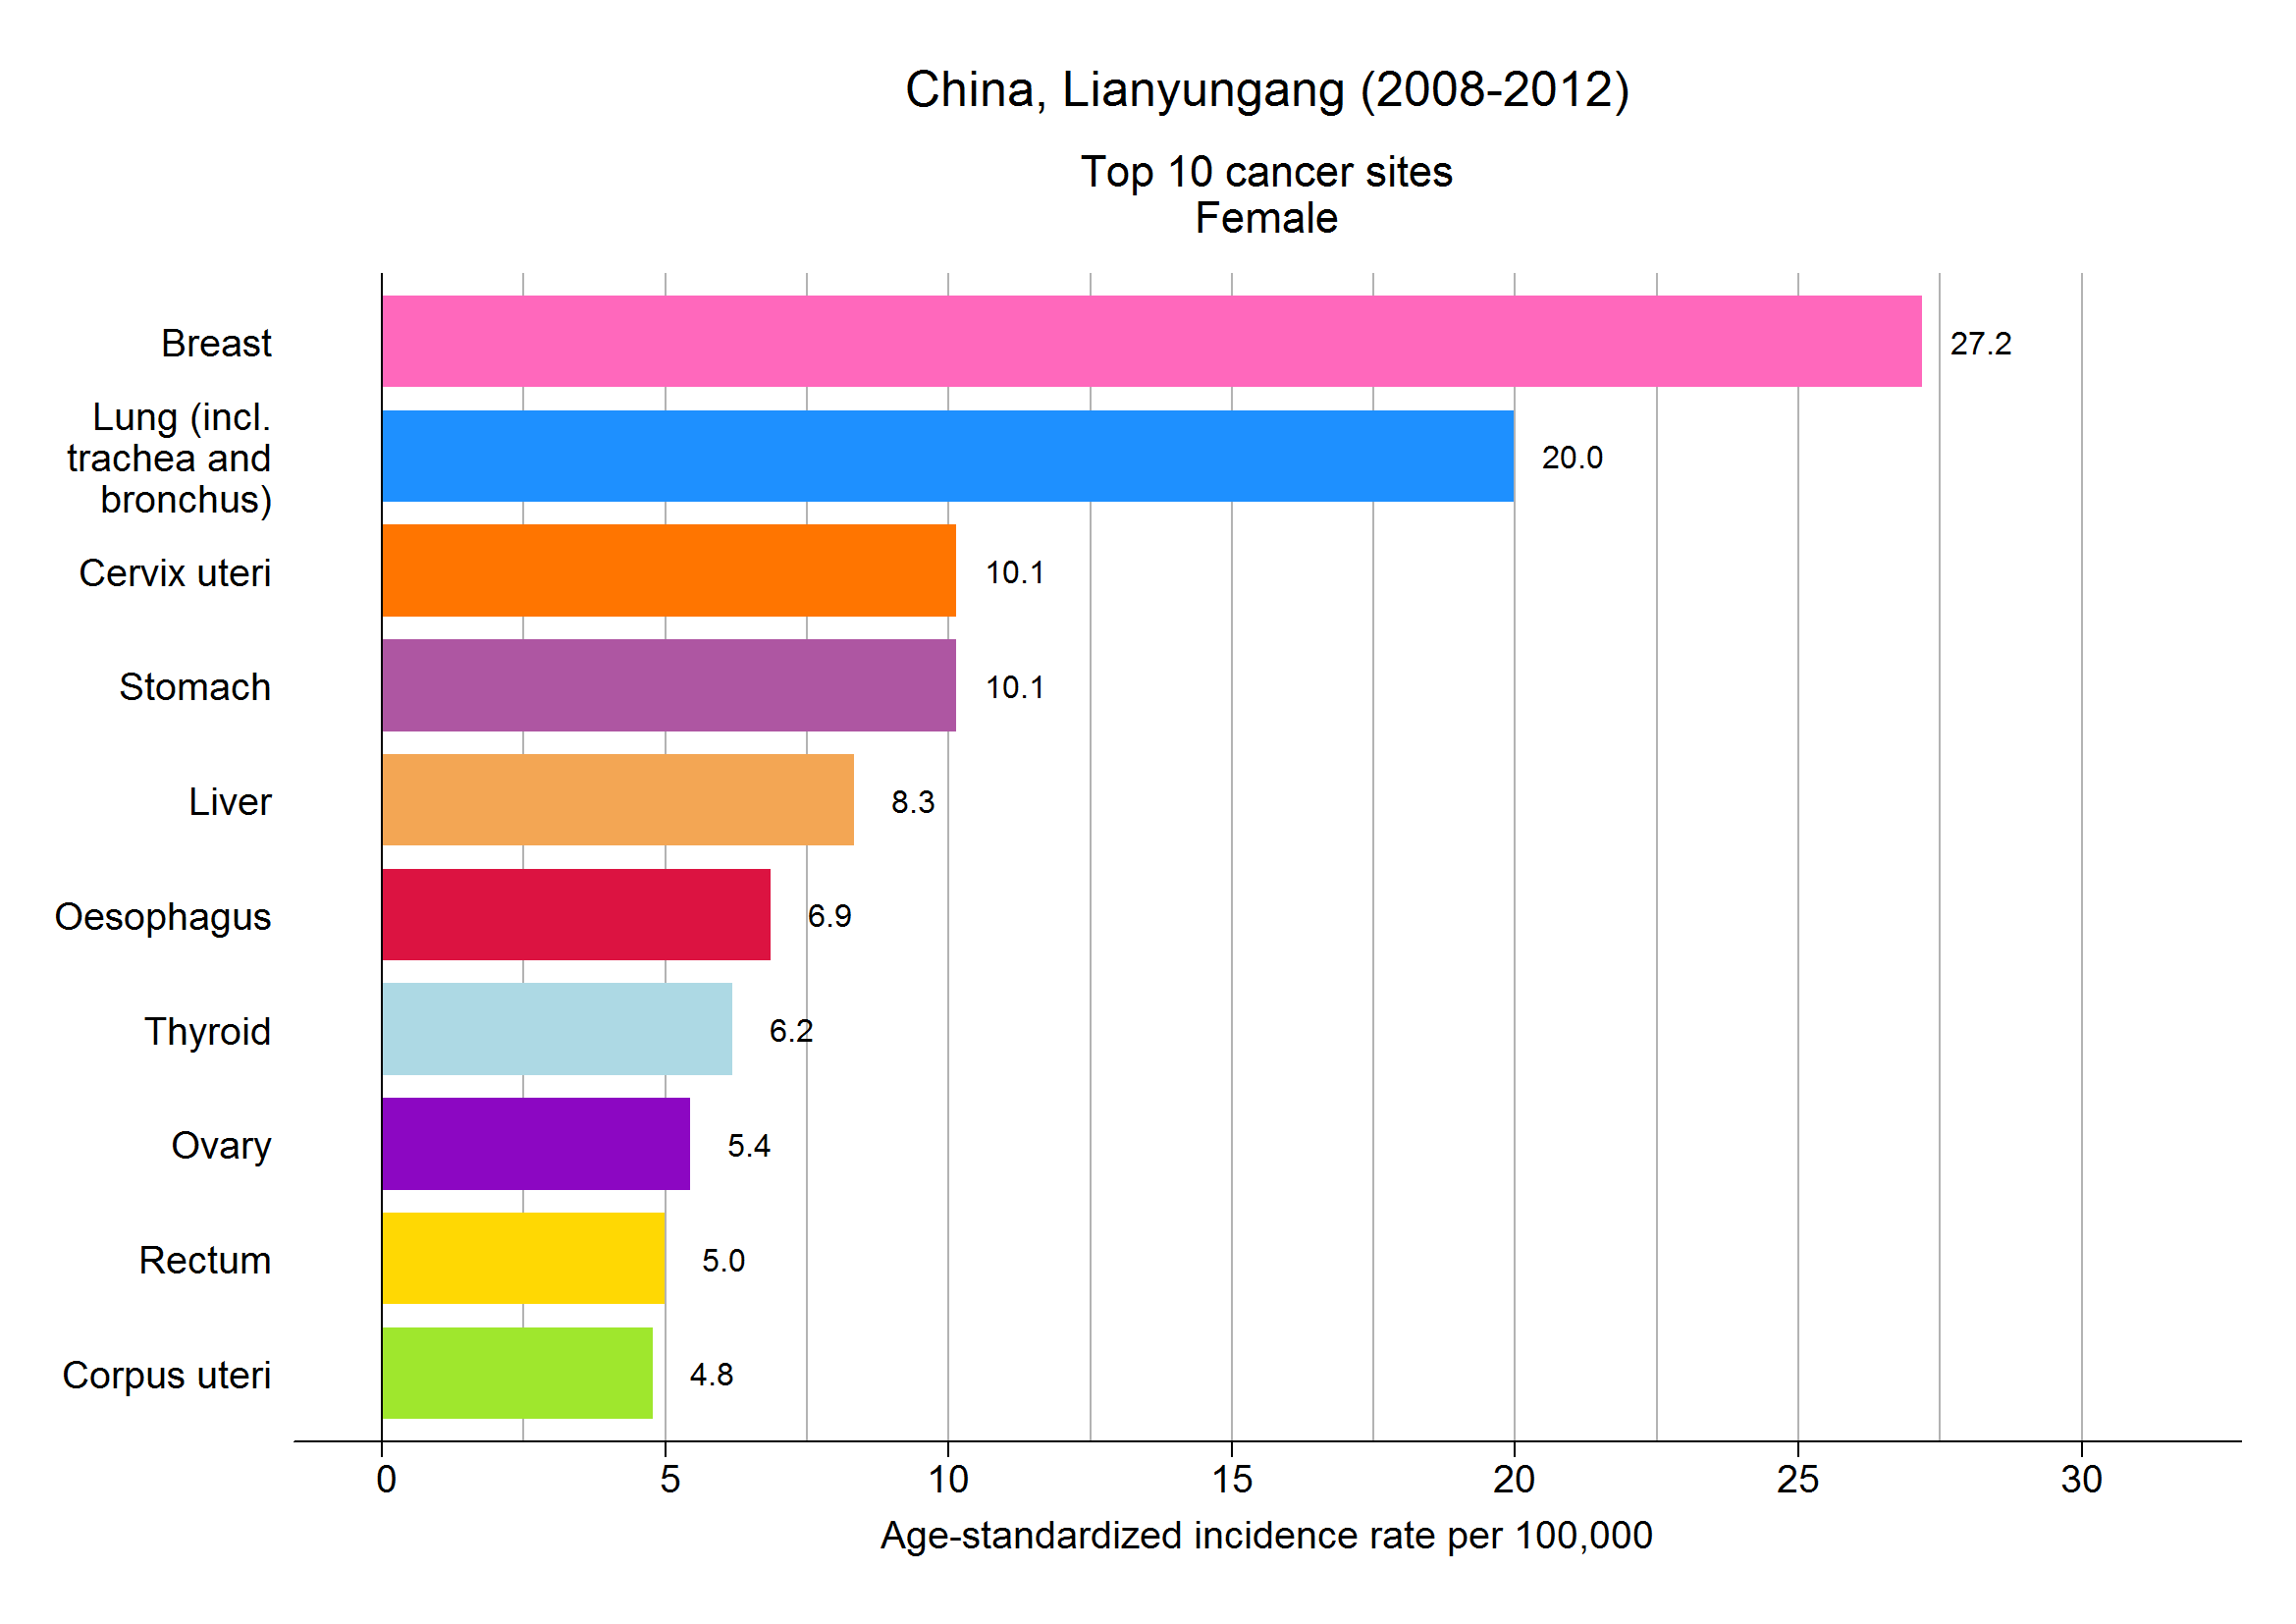 China, Lianyungang (2008-2012)
Top 10 cancer sites
Female
Breast
27.2
Lung (incl.
trachea and
bronchus)
20.0
Cervix uteri
10.1
Stomach
10.1
Liver
8.3
Oesophagus
6.9
Thyroid
6.2
Ovary
5.4
Rectum
5.0
Corpus uteri
4.8
0 5 10 15 20 25 30
Age-standardized incidence rate per 100,000